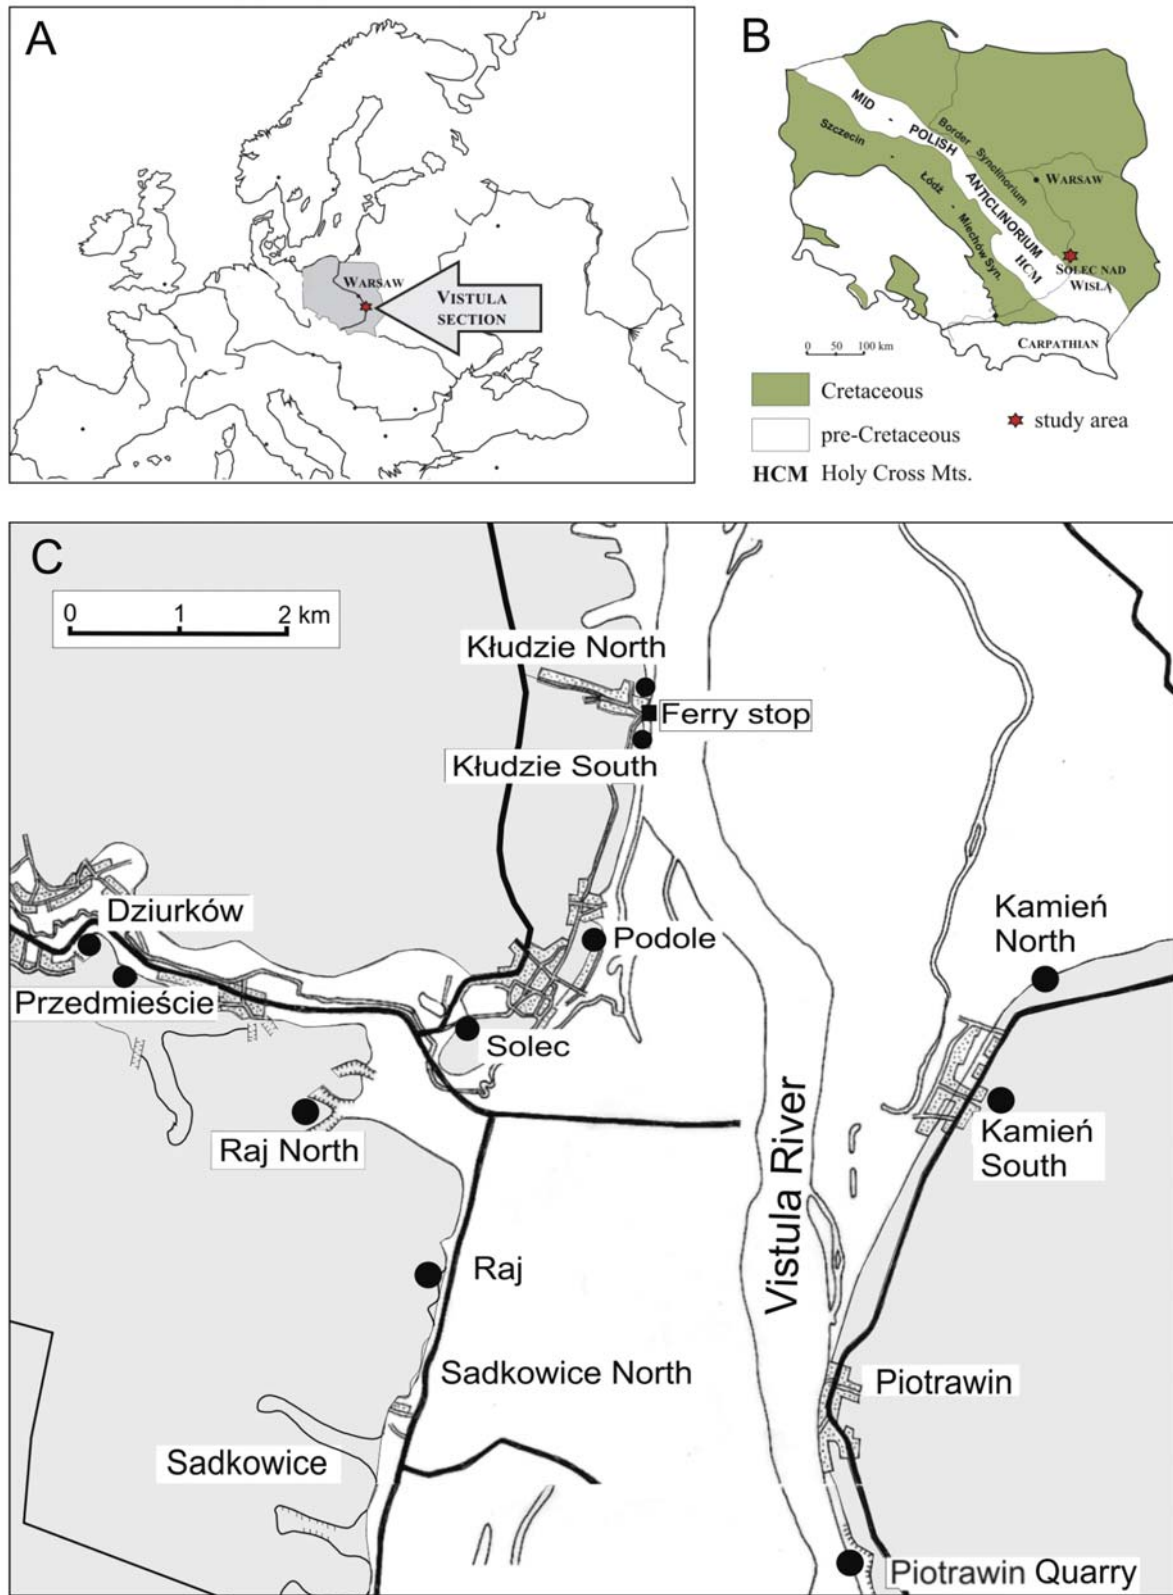 A
WARSAW
VISTULA
SECTION
B
MID - POLISH ANTICLINORIUM
Border Synclinorium
Szczecin - Łódź - Miechów Syn.
WARSAW
HCM
SOLEC NAD
WISŁĄ
CARPATHIAN
0 50 100 km
Cretaceous
pre-Cretaceous
study area
HCM Holy Cross Mts.
C
0 1 2 km
Kłudzie North
Ferry stop
Kłudzie South
Dziurków
Przedmieście
Podole
Kamień
North
Solec
Raj North
Kamień
South
Vistula River
Raj
Sadkowice North
Piotrawin
Sadkowice
Piotrawin Quarry